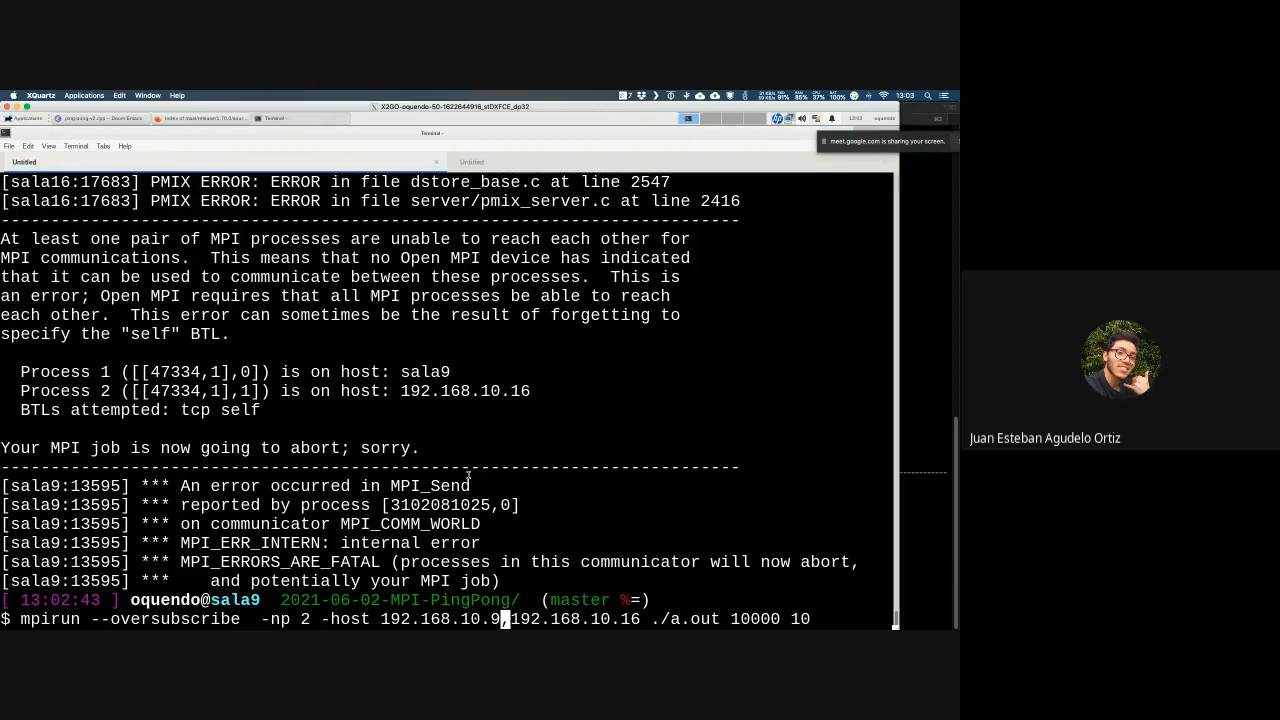 XQuartz Applications Edit Window Help
7
13:03
X2GO-oquendo-50-1622644916_stDXFCE_dp32
Applications ping-pong-v2.cpp – Doom Emacs Index of main/release/1.76.0/sour... Terminal -
13:03 oquendo
Terminal -
meet.google.com is sharing your screen.
File Edit View Terminal Tabs Help
Untitled Untitled
[sala16:17683] PMIX ERROR: ERROR in file dstore_base.c at line 2547
[sala16:17683] PMIX ERROR: ERROR in file server/pmix_server.c at line 2416
--------------------------------------------------------------------------
At least one pair of MPI processes are unable to reach each other for
MPI communications.  This means that no Open MPI device has indicated
that it can be used to communicate between these processes.  This is
an error; Open MPI requires that all MPI processes be able to reach
each other.  This error can sometimes be the result of forgetting to
specify the "self" BTL.
Process 1 ([[47334,1],0]) is on host: sala9
Process 2 ([[47334,1],1]) is on host: 192.168.10.16
BTLs attempted: tcp self
Your MPI job is now going to abort; sorry.
--------------------------------------------------------------------------
[sala9:13595] *** An error occurred in MPI_Send
[sala9:13595] *** reported by process [3102081025,0]
[sala9:13595] *** on communicator MPI_COMM_WORLD
[sala9:13595] *** MPI_ERR_INTERN: internal error
[sala9:13595] *** MPI_ERRORS_ARE_FATAL (processes in this communicator will now abort,
[sala9:13595] ***    and potentially your MPI job)
[ 13:02:43 ] oquendo@sala9  2021-06-02-MPI-PingPong/  (master %=)
$ mpirun --oversubscribe  -np 2 -host 192.168.10.9,192.168.10.16 ./a.out 10000 10
Juan Esteban Agudelo Ortiz